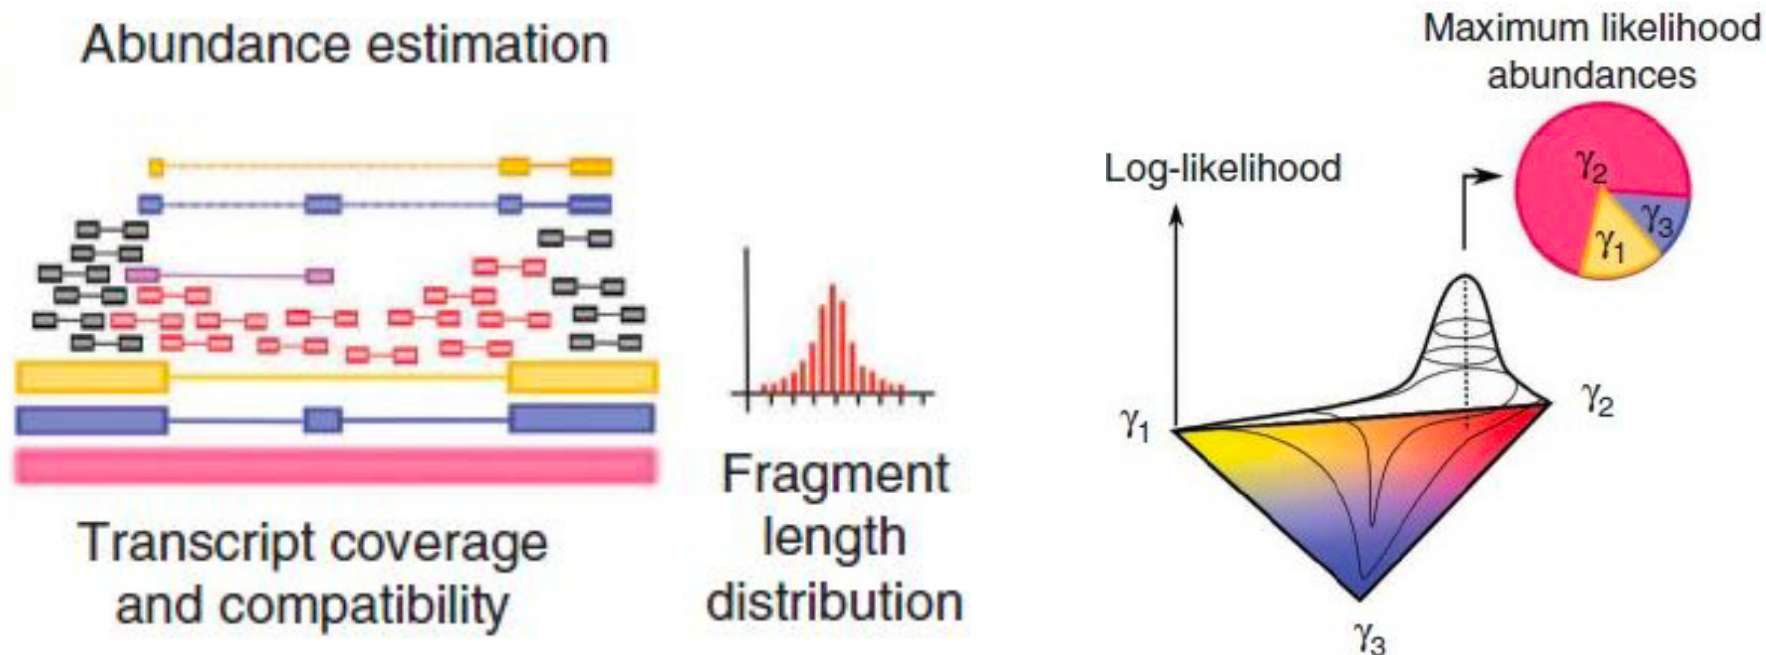 Abundance estimation
Transcript coverage
and compatibility
Fragment
length
distribution
Log-likelihood
Maximum likelihood
abundances
γ₂
γ₃
γ₁
γ₁
γ₂
γ₃